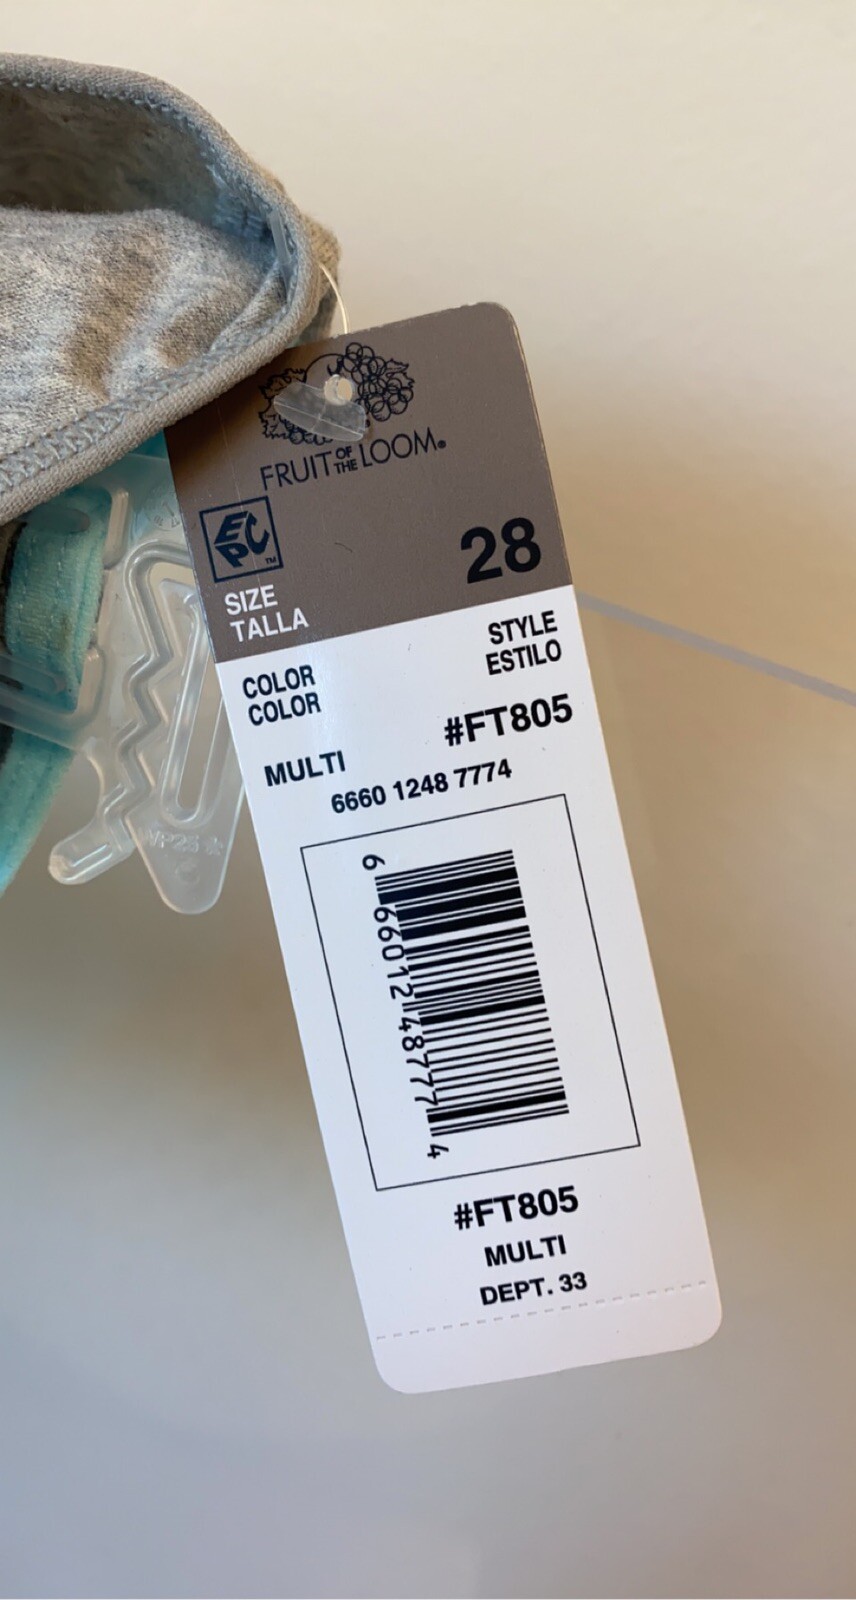 FRUIT OF THE LOOM®
EPC™
28
SIZE
TALLA
STYLE
ESTILO
COLOR
COLOR
#FT805
MULTI
6660 1248 7774
6 66012 48777 4
#FT805
MULTI
DEPT. 33